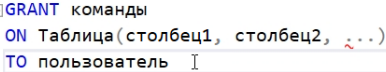 GRANT команды
ON Таблица(столбец1, столбец2, ...)
TO пользователь